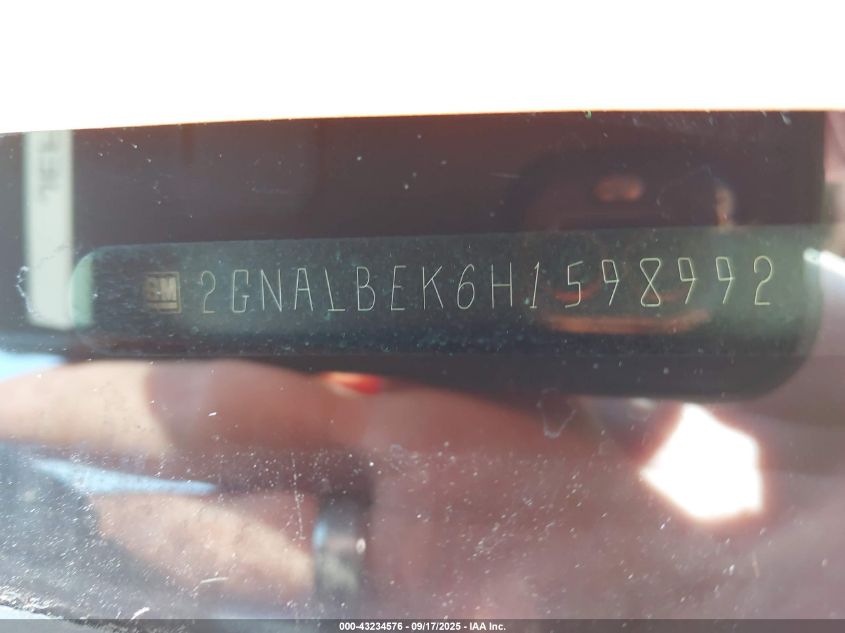 GM 2GNALBEK6H1598992
000-43234576 - 09/17/2025 - IAA Inc.